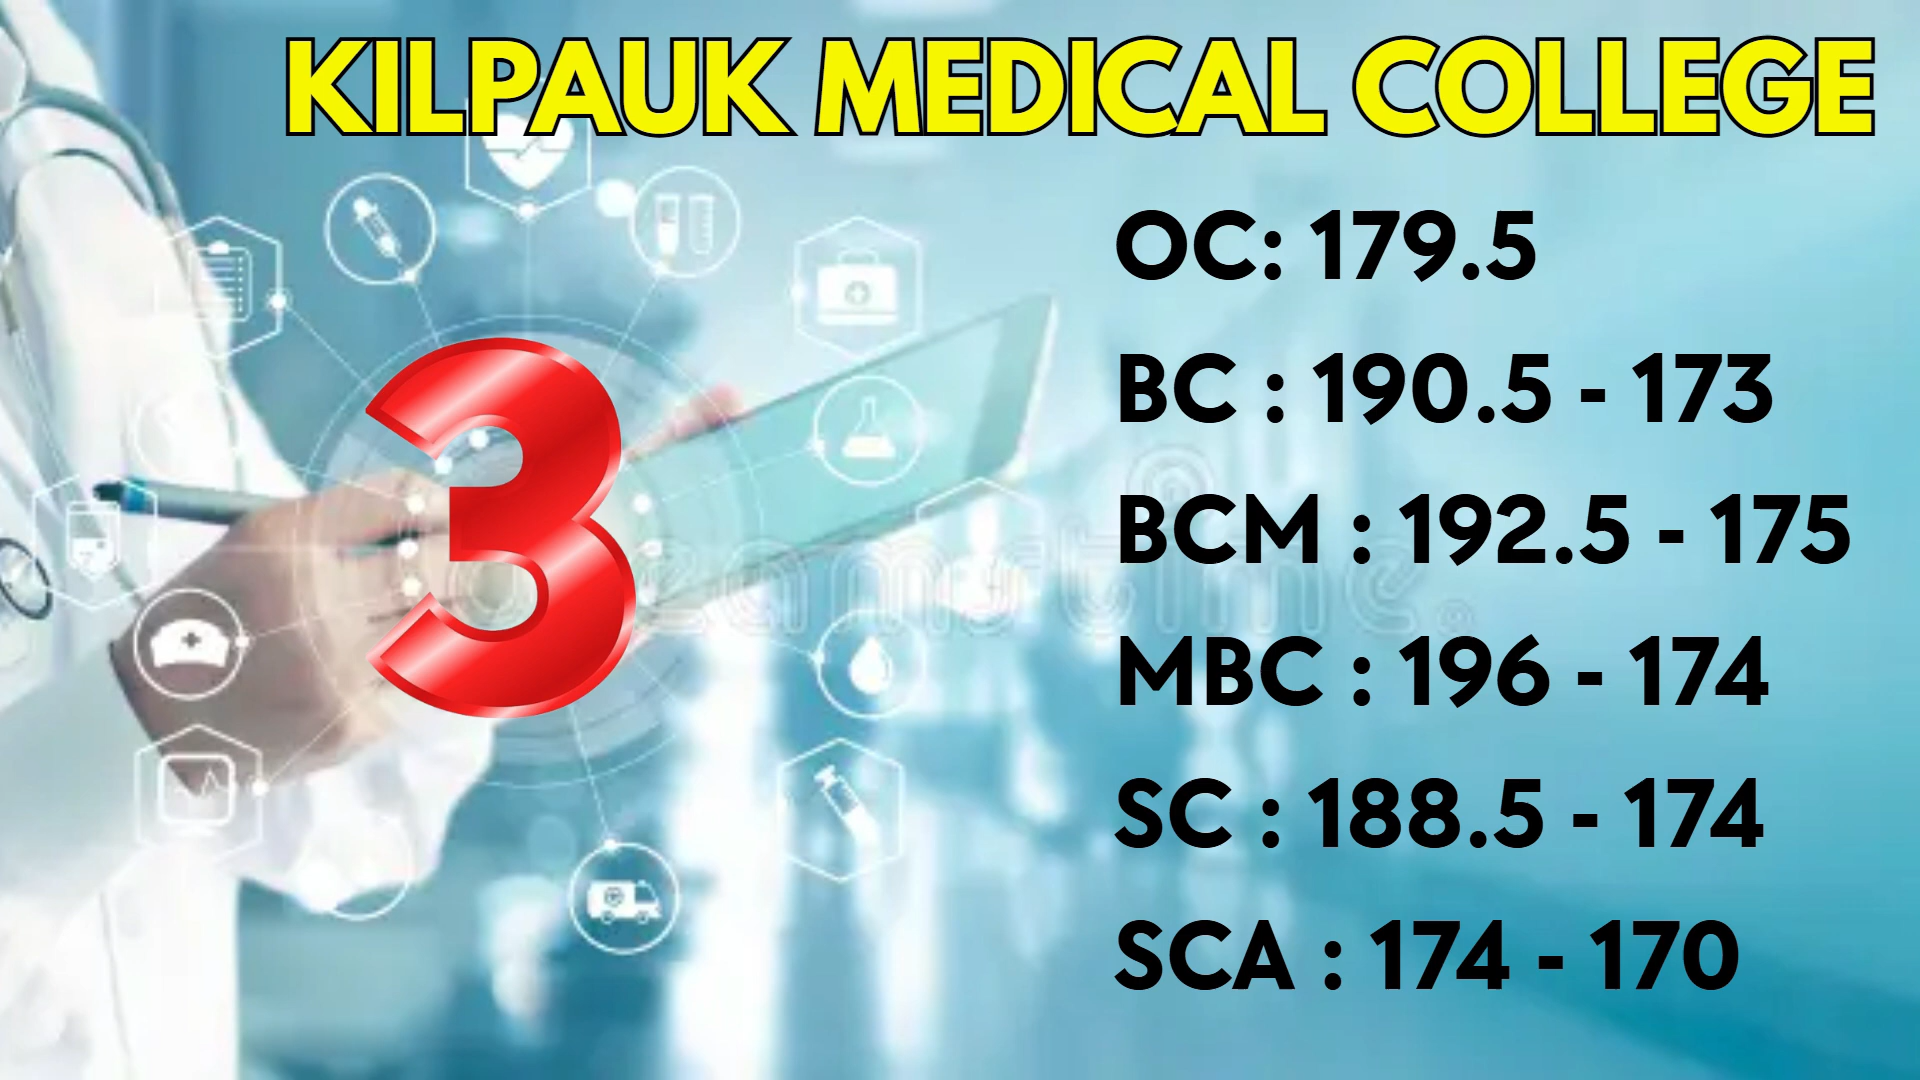 KILPAUK MEDICAL COLLEGE
OC: 179.5
BC : 190.5 - 173
3
BCM : 192.5 - 175
dreamstime.
MBC : 196 - 174
SC : 188.5 - 174
SCA : 174 - 170